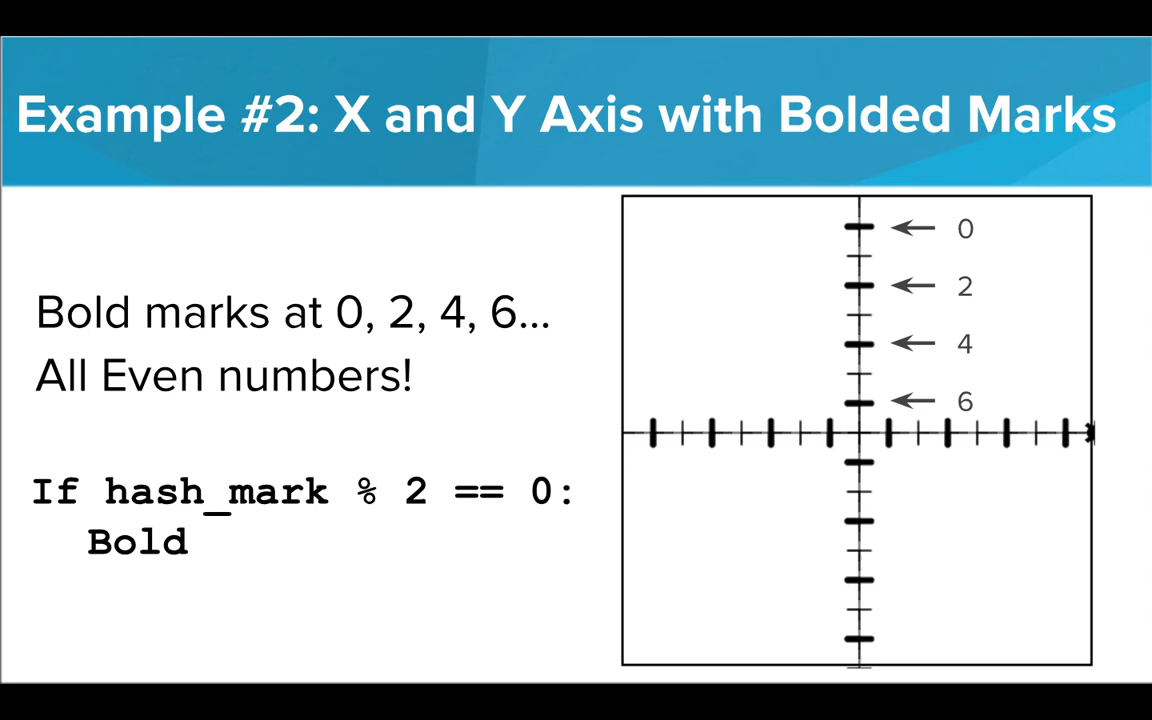 Example #2: X and Y Axis with Bolded Marks
Bold marks at 0, 2, 4, 6...
All Even numbers!
If hash_mark % 2 == 0:
Bold
0
2
4
6